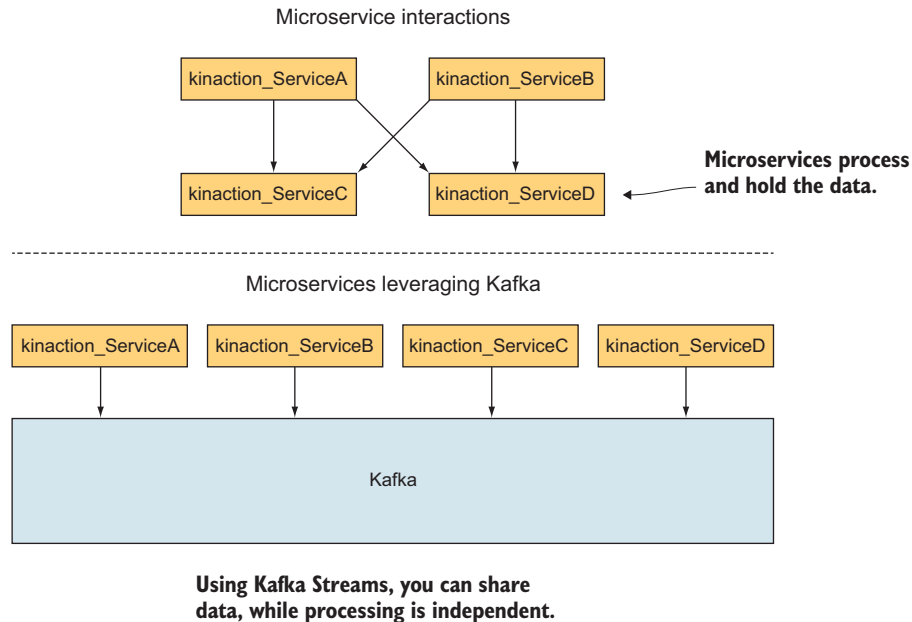 Microservice interactions
kinaction_ServiceA
kinaction_ServiceB
kinaction_ServiceC
kinaction_ServiceD
Microservices process
and hold the data.
Microservices leveraging Kafka
kinaction_ServiceA
kinaction_ServiceB
kinaction_ServiceC
kinaction_ServiceD
Kafka
Using Kafka Streams, you can share
data, while processing is independent.